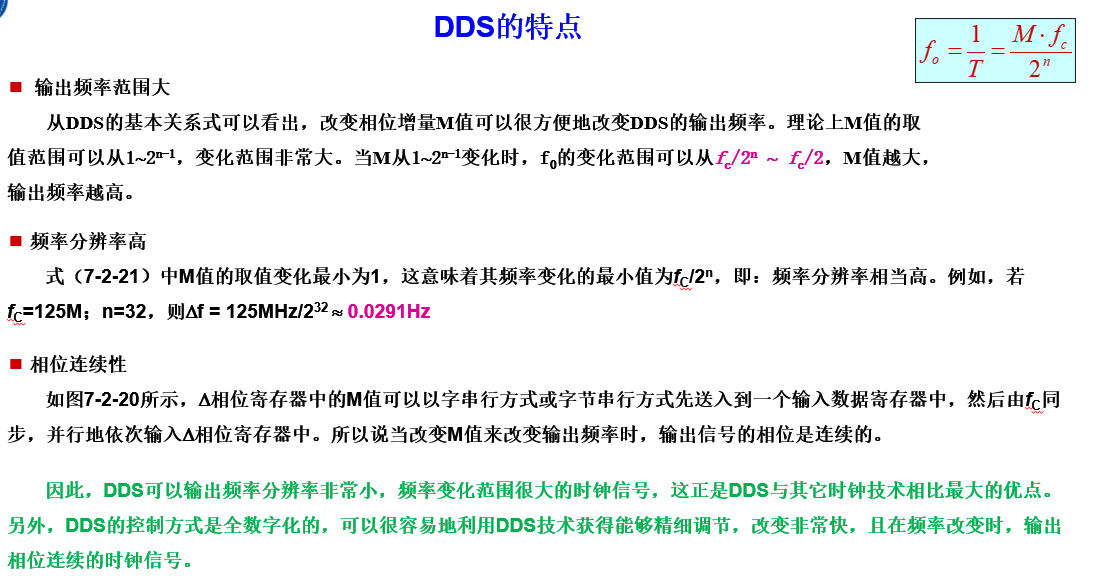 DDS的特点
f₀ = 1/T = M·f꜀/2ⁿ
■ 输出频率范围大
从DDS的基本关系式可以看出，改变相位增量M值可以很方便地改变DDS的输出频率。理论上M值的取
值范围可以从1~2ⁿ⁻¹，变化范围非常大。当M从1~2ⁿ⁻¹变化时，f₀的变化范围可以从f꜀/2ⁿ ~ f꜀/2，M值越大，
输出频率越高。
■ 频率分辨率高
式（7-2-21）中M值的取值变化最小为1，这意味着其频率变化的最小值为fC/2ⁿ，即：频率分辨率相当高。例如，若
fC=125M；n=32，则Δf = 125MHz/2³² ≈ 0.0291Hz
■ 相位连续性
如图7-2-20所示，Δ相位寄存器中的M值可以以字串行方式或字节串行方式先送入到一个输入数据寄存器中，然后由fC同
步，并行地依次输入Δ相位寄存器中。所以说当改变M值来改变输出频率时，输出信号的相位是连续的。
因此，DDS可以输出频率分辨率非常小，频率变化范围很大的时钟信号，这正是DDS与其它时钟技术相比最大的优点。
另外，DDS的控制方式是全数字化的，可以很容易地利用DDS技术获得能够精细调节，改变非常快，且在频率改变时，输出
相位连续的时钟信号。